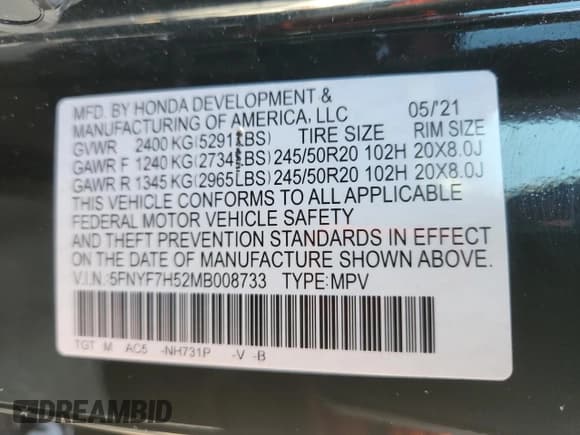 MFD. BY HONDA DEVELOPMENT & 05/21
MANUFACTURING OF AMERICA, LLC
GVWR 2400 KG(5291LBS) TIRE SIZE RIM SIZE
GAWR F 1240 KG(2734LBS) 245/50R20 102H 20X8.0J
GAWR R 1345 KG(2965LBS) 245/50R20 102H 20X8.0J
THIS VEHICLE CONFORMS TO ALL APPLICABLE
FEDERAL MOTOR VEHICLE SAFETY
AND THEFT PREVENTION STANDARDS IN EFFECT
ON THE DATE OF MANUFACTURE SHOWN ABOVE.
V.I.N.:5FNYF7H52MB008733 TYPE:MPV
TGT M AC5 -NH731P -V -B
DREAMBID